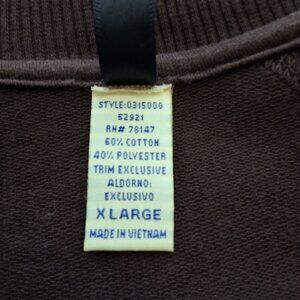 STYLE:0315000
52921
RN# 78147
60% COTTON
40% POLYESTER
TRIM EXCLUSIVE
ALDORNO:
EXCLUSIVO
X LARGE
MADE IN VIETNAM